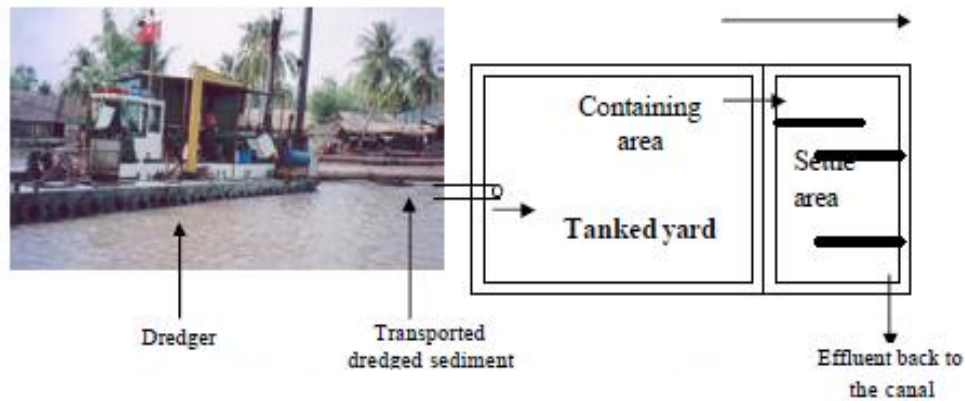 Containing
area
Settle
area
Tanked yard
Dredger
Transported
dredged sediment
Effluent back to
the canal